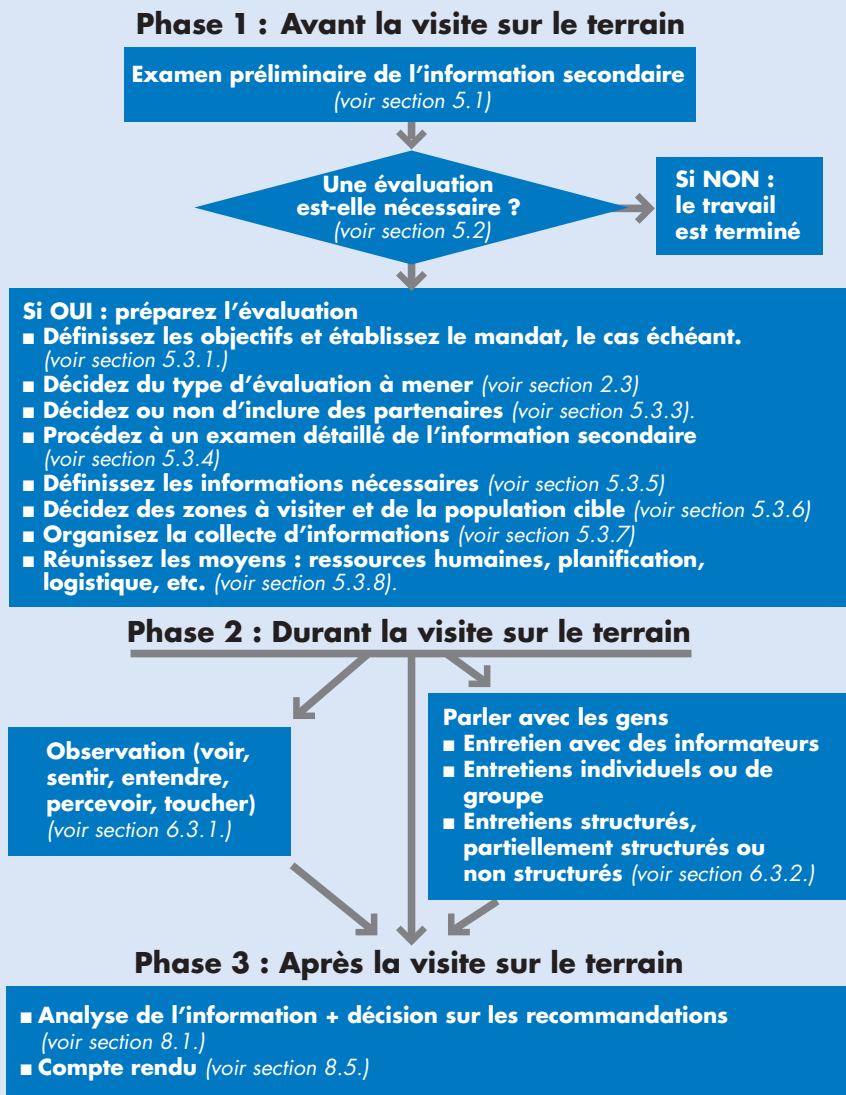 Phase 1 : Avant la visite sur le terrain
Examen préliminaire de l'information secondaire
(voir section 5.1)
Une évaluation
est-elle nécessaire ?
(voir section 5.2)
Si NON :
le travail
est terminé
Si OUI : préparez l'évaluation
■ Définissez les objectifs et établissez le mandat, le cas échéant.
(voir section 5.3.1.)
■ Décidez du type d'évaluation à mener (voir section 2.3)
■ Décidez ou non d'inclure des partenaires (voir section 5.3.3).
■ Procédez à un examen détaillé de l'information secondaire
(voir section 5.3.4)
■ Définissez les informations nécessaires (voir section 5.3.5)
■ Décidez des zones à visiter et de la population cible (voir section 5.3.6)
■ Organisez la collecte d'informations (voir section 5.3.7)
■ Réunissez les moyens : ressources humaines, planification,
logistique, etc. (voir section 5.3.8).
Phase 2 : Durant la visite sur le terrain
Observation (voir,
sentir, entendre,
percevoir, toucher)
(voir section 6.3.1.)
Parler avec les gens
■ Entretien avec des informateurs
■ Entretiens individuels ou de
groupe
■ Entretiens structurés,
partiellement structurés ou
non structurés (voir section 6.3.2.)
Phase 3 : Après la visite sur le terrain
■ Analyse de l'information + décision sur les recommandations
(voir section 8.1.)
■ Compte rendu (voir section 8.5.)